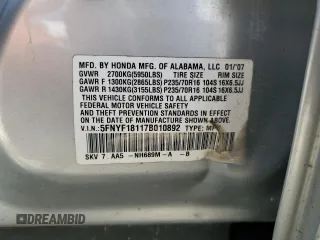 MFD. BY HONDA MFG. OF ALABAMA, LLC 01/'07
GVWR 2700KG(5950LBS) TIRE SIZE RIM SIZE
GAWR F 1300KG(2865LBS) P235/70R16 104S 16X6.5JJ
GAWR R 1430KG(3155LBS) P235/70R16 104S 16X6.5JJ
THIS VEHICLE CONFORMS TO ALL APPLICABLE
FEDERAL MOTOR VEHICLE SAFETY
AND THEFT PREVENTION STANDARDS
IN EFFECT ON THE DATE OF MANUFACTURE
SHOWN ABOVE.
V.I.N.: 5FNYF18117B010892 TYPE:
SKV 7 AA5 -NH689M-A -B
© IDRIVEANDBID